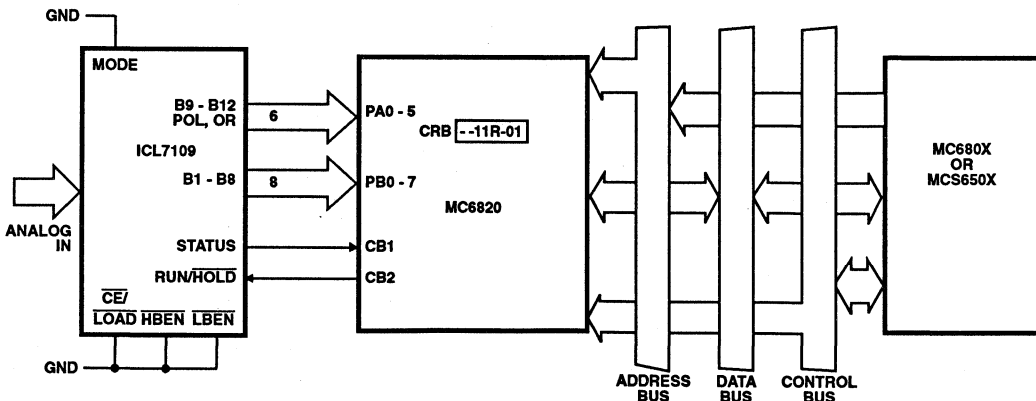 GND
MODE
B9 - B12
POL, OR
6
ICL7109
B1 - B8
8
ANALOG
IN
STATUS
RUN/HOLD
CE/
LOAD HBEN LBEN
GND
PA0 - 5
CRB - -11R-01
PB0 - 7
MC6820
CB1
CB2
ADDRESS
BUS
DATA
BUS
CONTROL
BUS
MC680X
OR
MCS650X